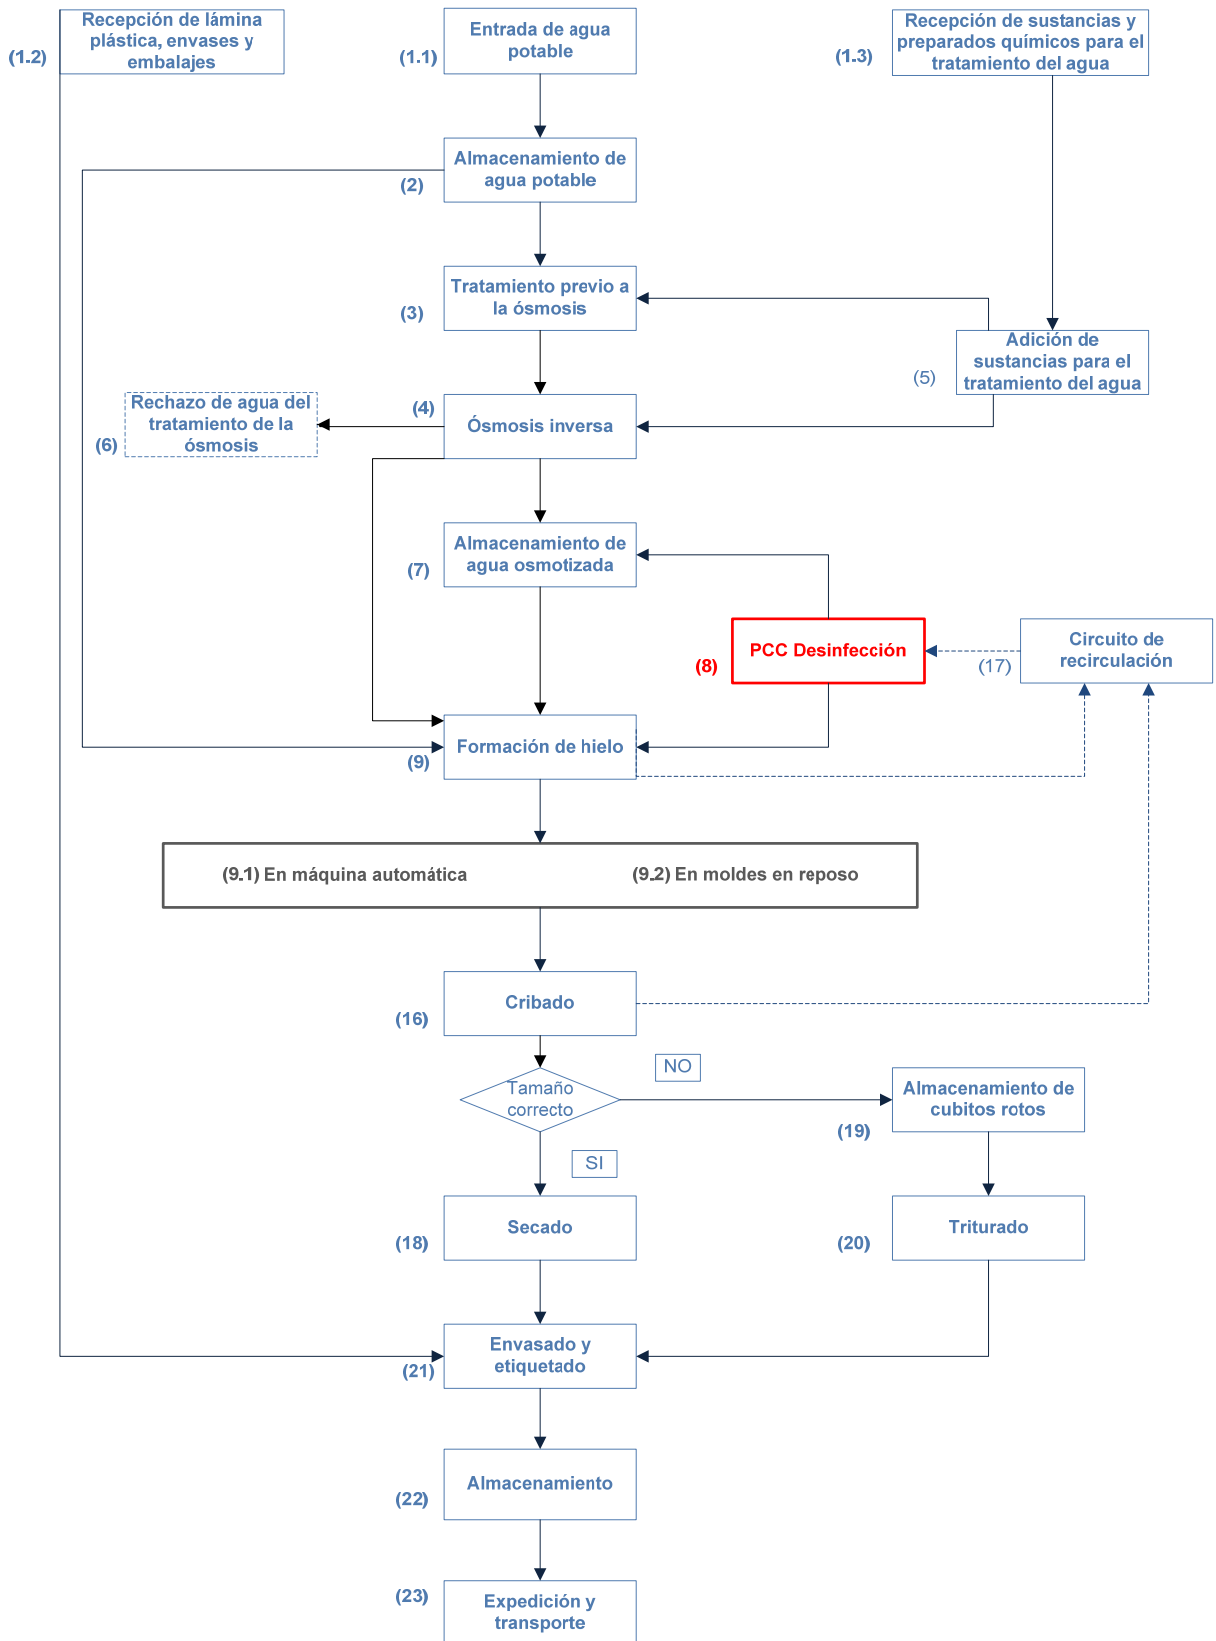 Recepción de lámina
plástica, envases y
embalajes
(1.2)
Entrada de agua
potable
(1.1)
Recepción de sustancias y
preparados químicos para el
tratamiento del agua
(1.3)
Almacenamiento de
agua potable
(2)
Tratamiento previo a
la ósmosis
(3)
Adición de
sustancias para el
tratamiento del agua
(5)
Rechazo de agua del
tratamiento de la
ósmosis
(6)
(4)
Ósmosis inversa
Almacenamiento de
agua osmotizada
(7)
PCC Desinfección
(8)
Circuito de
recirculación
(17)
Formación de hielo
(9)
(9.1) En máquina automática
(9.2) En moldes en reposo
Cribado
(16)
Tamaño
correcto
NO
SI
Almacenamiento de
cubitos rotos
(19)
Secado
(18)
Triturado
(20)
Envasado y
etiquetado
(21)
Almacenamiento
(22)
(23)
Expedición y
transporte